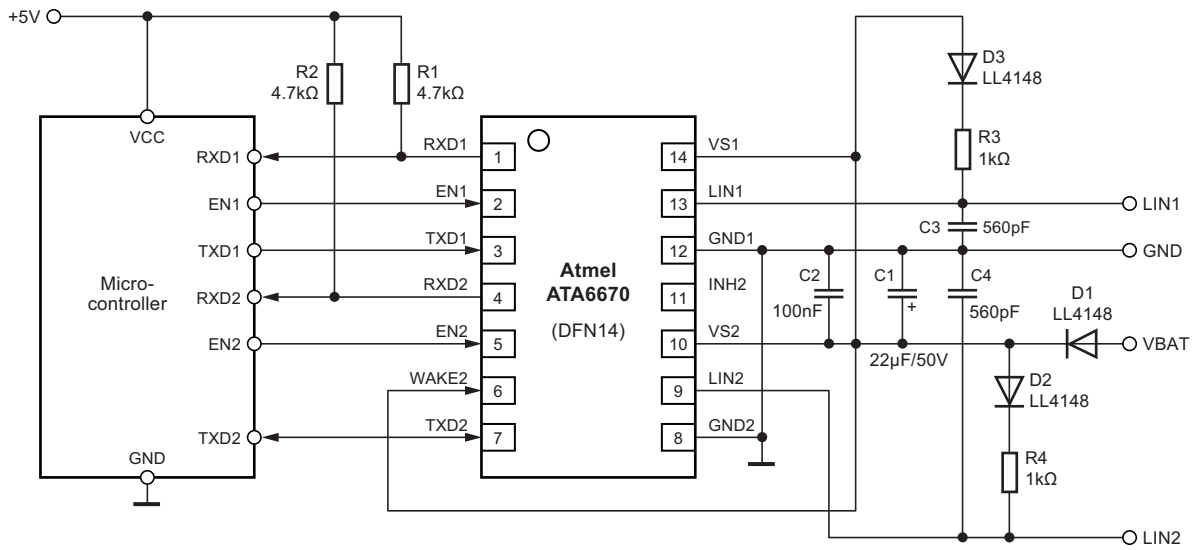 +5V
R2
4.7kΩ
R1
4.7kΩ
D3
LL4148
R3
1kΩ
VCC
RXD1
EN1
TXD1
RXD2
EN2
TXD2
GND
Micro-
controller
RXD1
EN1
TXD1
RXD2
EN2
WAKE2
TXD2
1
2
3
4
5
6
7
Atmel
ATA6670
(DFN14)
14
13
12
11
10
9
8
VS1
LIN1
GND1
INH2
VS2
LIN2
GND2
C3
560pF
C2
100nF
C1
+
22µF/50V
C4
560pF
D1
LL4148
D2
LL4148
R4
1kΩ
LIN1
GND
VBAT
LIN2